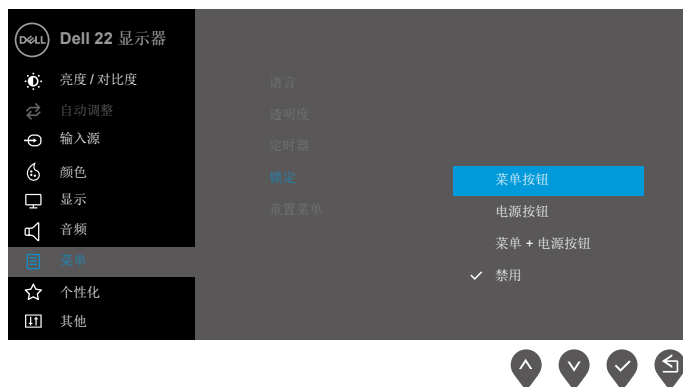 DELL
Dell 22 显示器
亮度 / 对比度
自动调整
输入源
颜色
显示
音频
菜单
个性化
其他
语言
透明度
定时器
锁定
重置菜单
菜单按钮
电源按钮
菜单 + 电源按钮
禁用